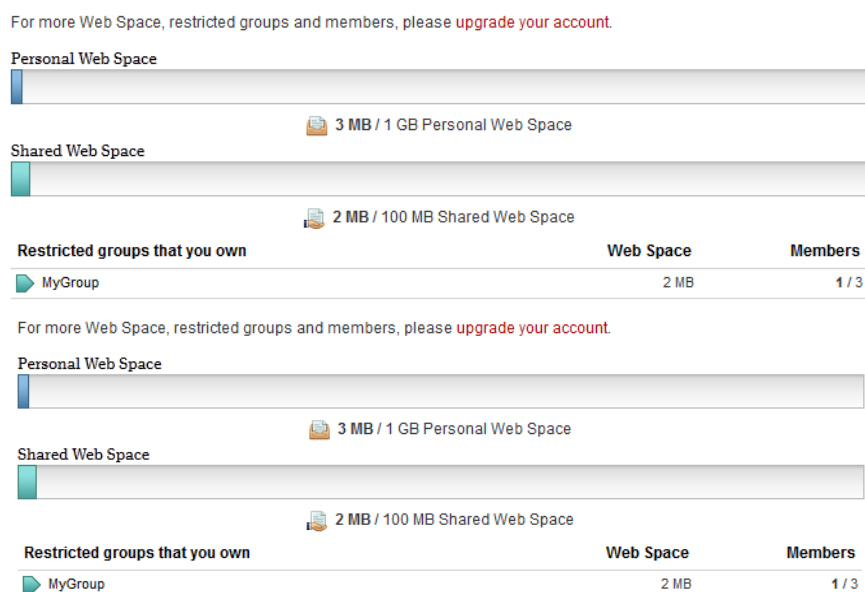 For more Web Space, restricted groups and members, please upgrade your account.
Personal Web Space
3 MB / 1 GB Personal Web Space
Shared Web Space
2 MB / 100 MB Shared Web Space
Restricted groups that you own Web Space Members
MyGroup 2 MB 1 / 3
For more Web Space, restricted groups and members, please upgrade your account.
Personal Web Space
3 MB / 1 GB Personal Web Space
Shared Web Space
2 MB / 100 MB Shared Web Space
Restricted groups that you own Web Space Members
MyGroup 2 MB 1 / 3